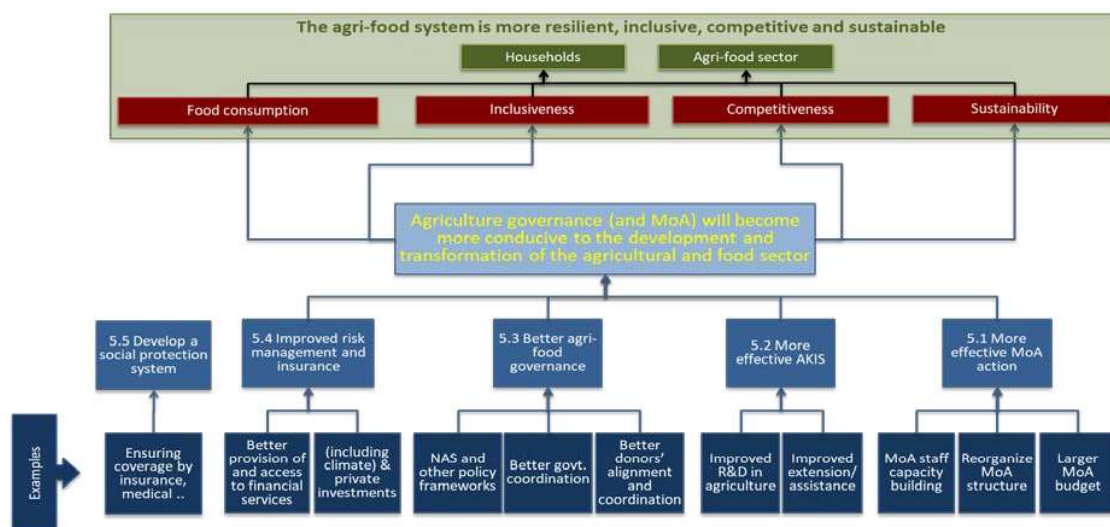 The agri-food system is more resilient, inclusive, competitive and sustainable
Households
Agri-food sector
Food consumption
Inclusiveness
Competitiveness
Sustainability
Agriculture governance (and MoA) will become
more conducive to the development and
transformation of the agricultural and food sector
5.5 Develop a
social protection
system
5.4 Improved risk
management and
insurance
5.3 Better agri-
food
governance
5.2 More
effective AKIS
5.1 More
effective MoA
action
Examples
Ensuring
coverage by
insurance,
medical ..
Better
provision of
and access
to financial
services
(including
climate) &
private
investments
NAS and
other policy
frameworks
Better govt.
coordination
Better
donors'
alignment
and
coordination
Improved
R&D in
agriculture
Improved
extension/
assistance
MoA staff
capacity
building
Reorganize
MoA
structure
Larger
MoA
budget